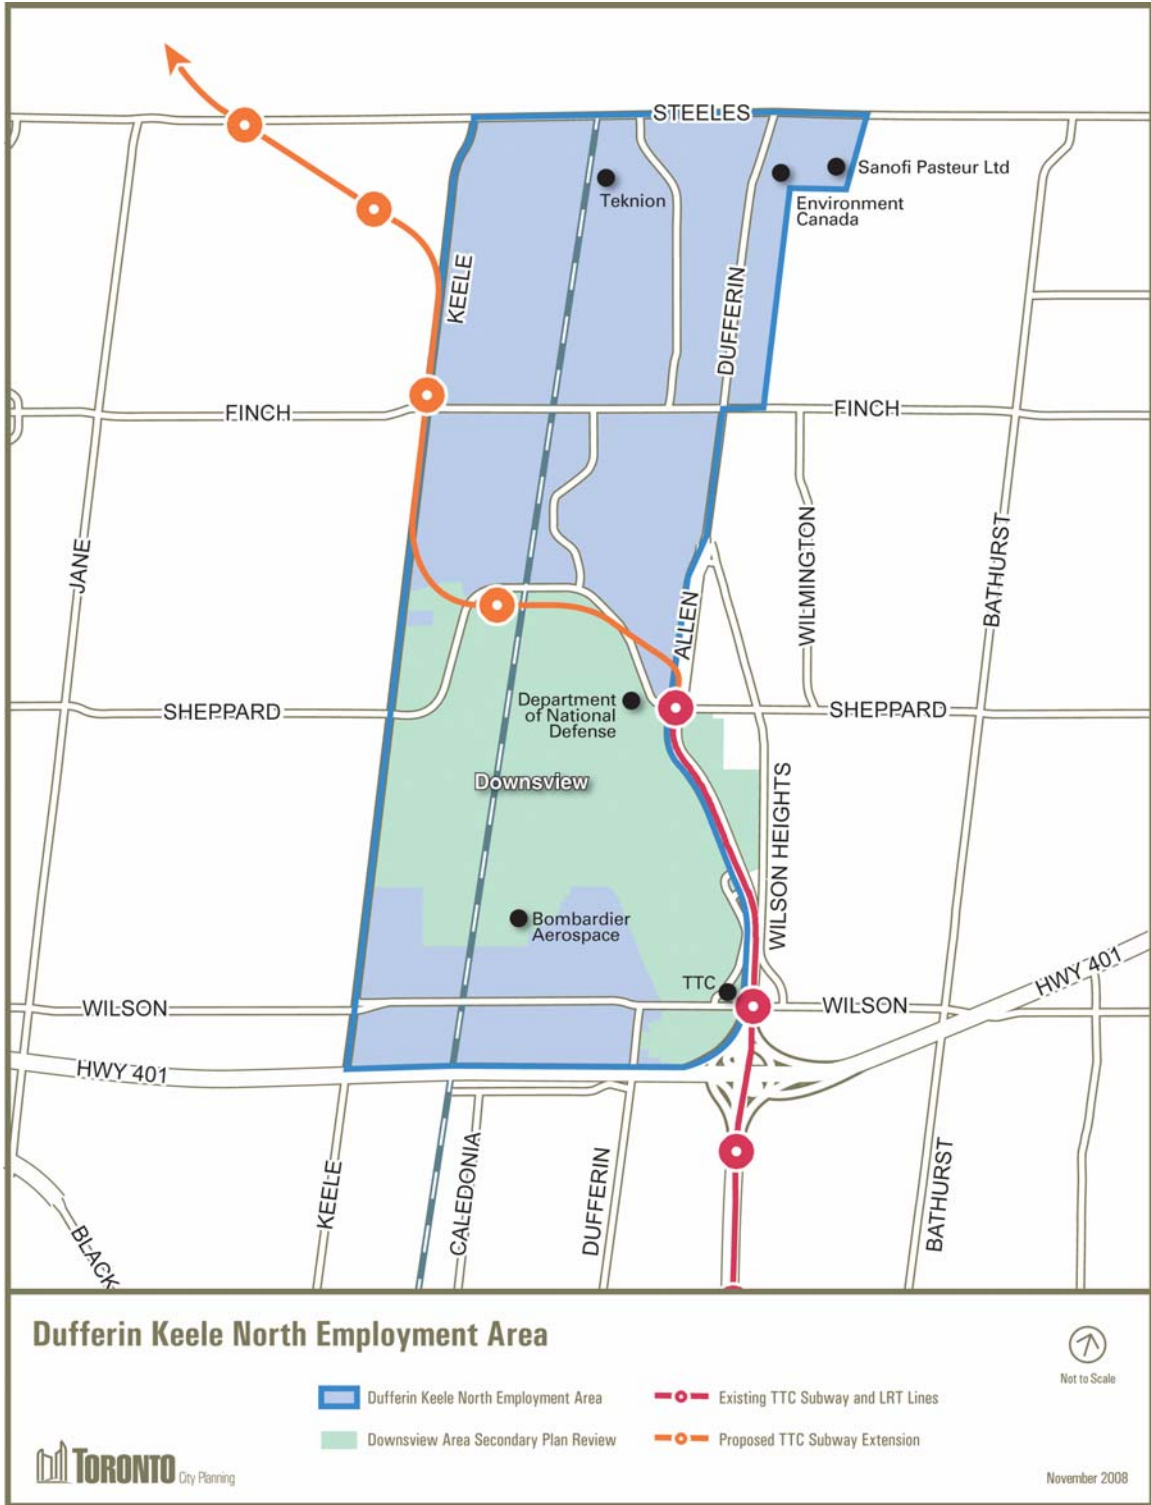 STEELES
Sanofi Pasteur Ltd
Teknion
Environment
Canada
KEELE
DUFFERIN
FINCH
FINCH
JANE
WILMINGTON
BATHURST
ALLEN
SHEPPARD
Department
of National
Defense
SHEPPARD
Downsview
WILSON HEIGHTS
Bombardier
Aerospace
TTC
HWY 401
WILSON
WILSON
HWY 401
KEELE
CALEDONIA
DUFFERIN
BATHURST
BLACK
Dufferin Keele North Employment Area
Not to Scale
Dufferin Keele North Employment Area
Existing TTC Subway and LRT Lines
Downsview Area Secondary Plan Review
Proposed TTC Subway Extension
TORONTO City Planning
November 2008